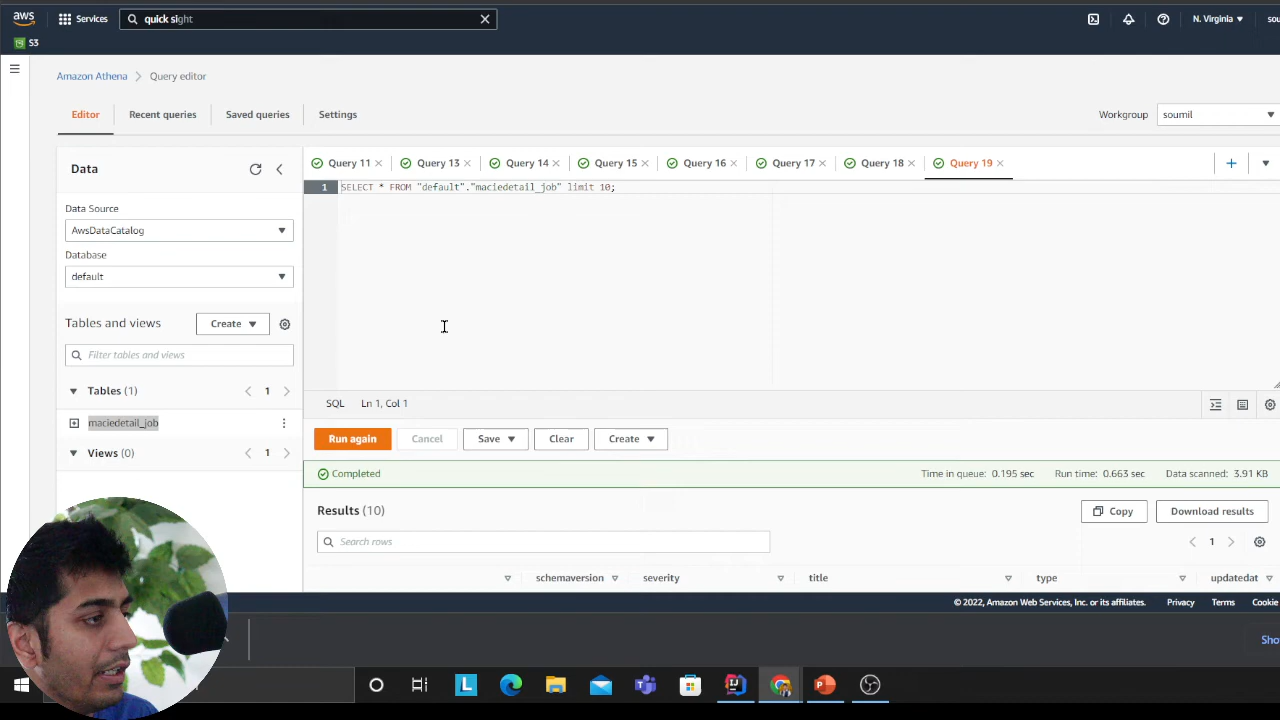 aws
Services
quick sight
N. Virginia
sou
S3
Amazon Athena
Query editor
Editor
Recent queries
Saved queries
Settings
Workgroup
soumil
Data
Query 11
Query 13
Query 14
Query 15
Query 16
Query 17
Query 18
Query 19
1
SELECT * FROM "default"."maciedetail_job" limit 10;
Data Source
AwsDataCatalog
Database
default
Tables and views
Create
Filter tables and views
Tables (1)
1
maciedetail_job
Views (0)
1
SQL
Ln 1, Col 1
Run again
Cancel
Save
Clear
Create
Completed
Time in queue: 0.195 sec
Run time: 0.663 sec
Data scanned: 3.91 KB
Results (10)
Copy
Download results
Search rows
1
schemaversion
severity
title
type
updatedat
© 2022, Amazon Web Services, Inc. or its affiliates.
Privacy
Terms
Cookie
Sho
L